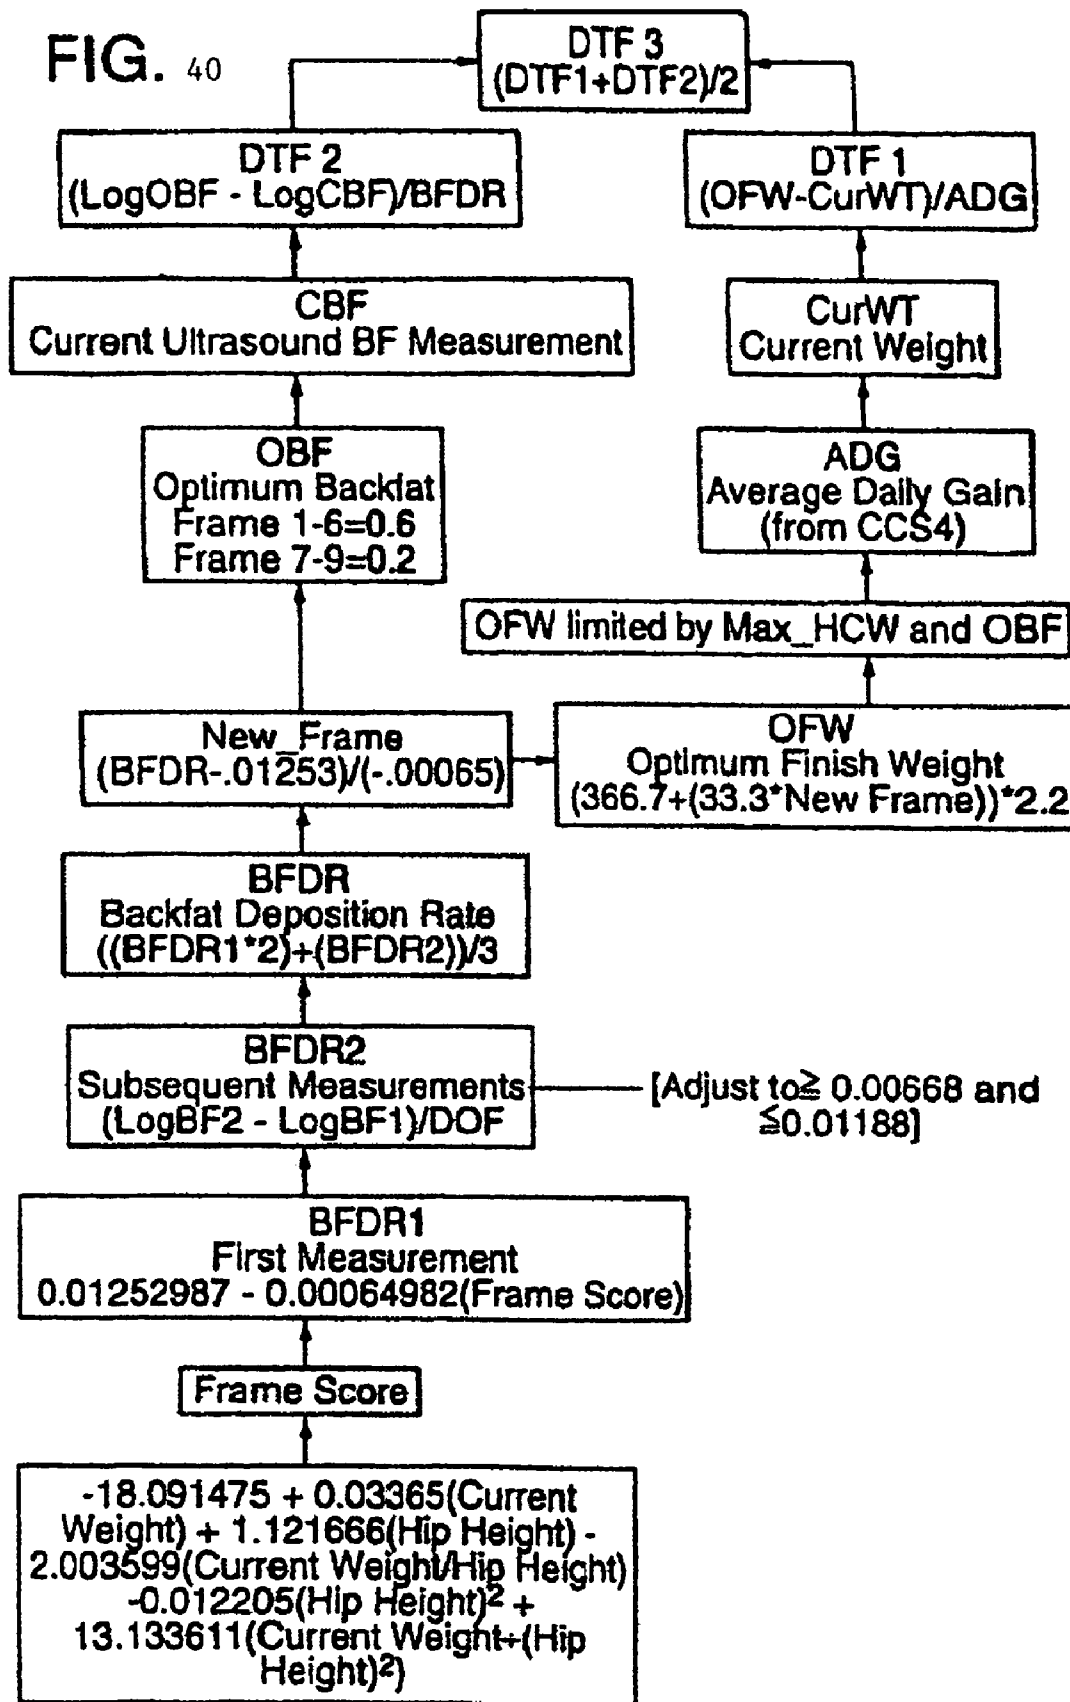 FIG. 40
DTF 3
(DTF1+DTF2)/2
DTF 2
(LogOBF - LogCBF)/BFDR
DTF 1
(OFW-CurWT)/ADG
CBF
Current Ultrasound BF Measurement
CurWT
Current Weight
OBF
Optimum Backfat
Frame 1-6=0.6
Frame 7-9=0.2
ADG
Average Daily Gain
(from CCS4)
OFW limited by Max_HCW and OBF
New_Frame
(BFDR-.01253)/(-.00065)
OFW
Optimum Finish Weight
(366.7+(33.3*New Frame))*2.2
BFDR
Backfat Deposition Rate
((BFDR1*2)+(BFDR2))/3
BFDR2
Subsequent Measurements
(LogBF2 - LogBF1)/DOF
[Adjust to≧ 0.00668 and
≦0.01188]
BFDR1
First Measurement
0.01252987 - 0.00064982(Frame Score)
Frame Score
-18.091475 + 0.03365(Current
Weight) + 1.121666(Hip Height) -
2.003599(Current Weight/Hip Height)
-0.012205(Hip Height)² +
13.133611(Current Weight÷(Hip
Height)²)